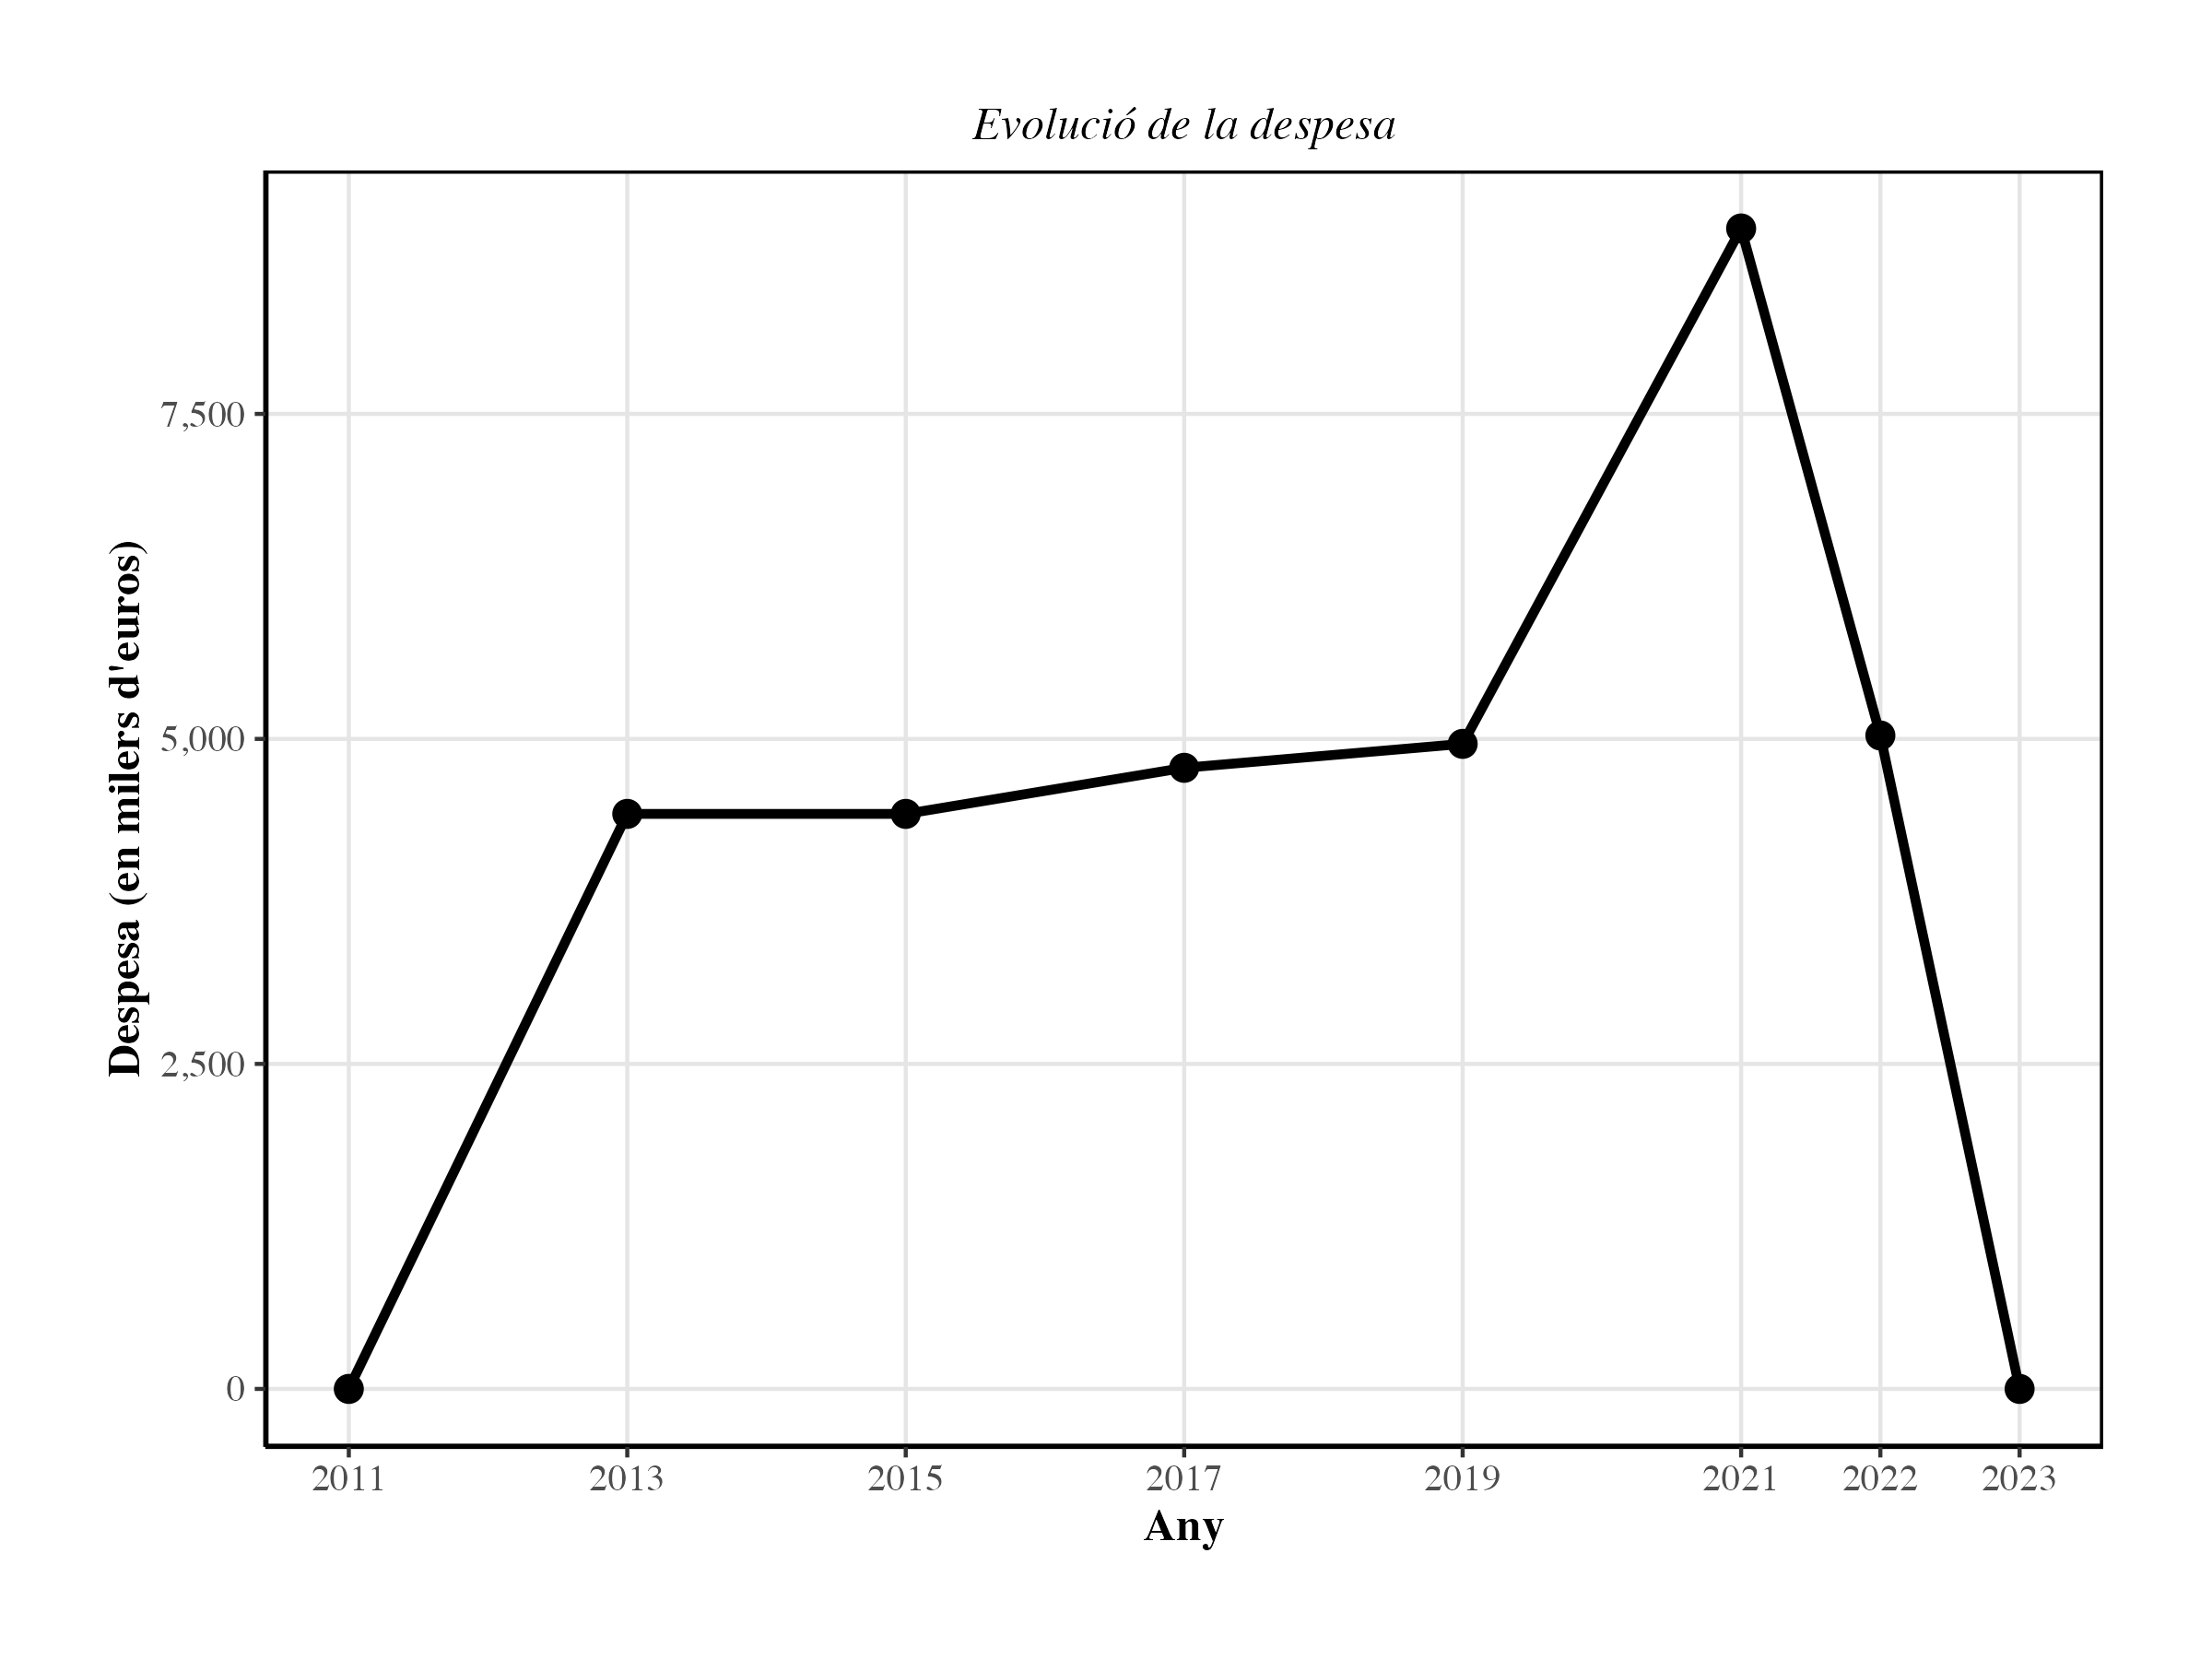 Evolució de la despesa
Despesa (en milers d'euros)
7,500
5,000
2,500
0
2011 2013 2015 2017 2019 2021 2022 2023
Any